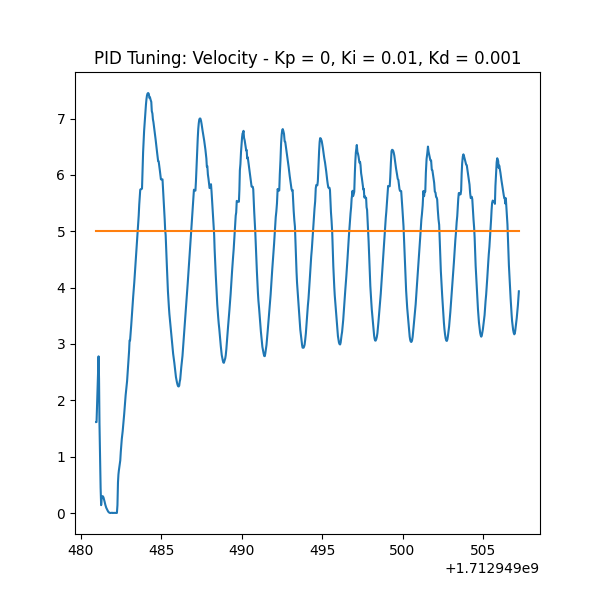 PID Tuning: Velocity - Kp = 0, Ki = 0.01, Kd = 0.001
7
6
5
4
3
2
1
0
480 485 490 495 500 505
+1.712949e9